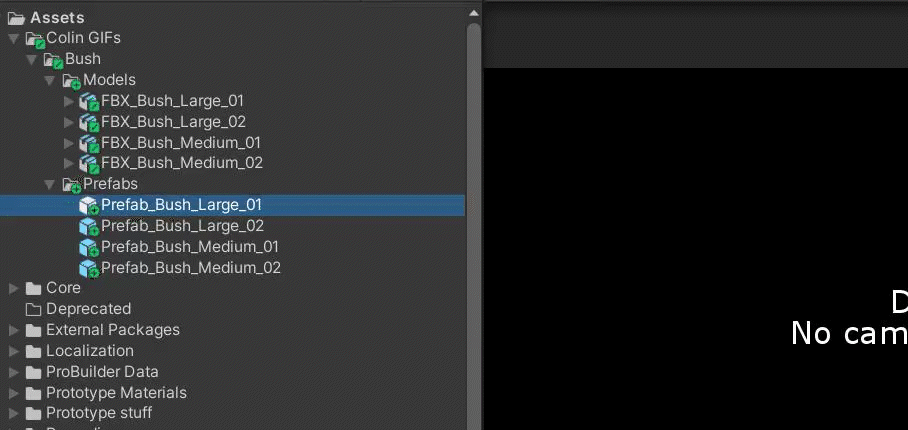 Assets
Colin GIFs
Bush
Models
FBX_Bush_Large_01
FBX_Bush_Large_02
FBX_Bush_Medium_01
FBX_Bush_Medium_02
Prefabs
Prefab_Bush_Large_01
Prefab_Bush_Large_02
Prefab_Bush_Medium_01
Prefab_Bush_Medium_02
Core
Deprecated
External Packages
Localization
ProBuilder Data
Prototype Materials
Prototype stuff
D
No cam